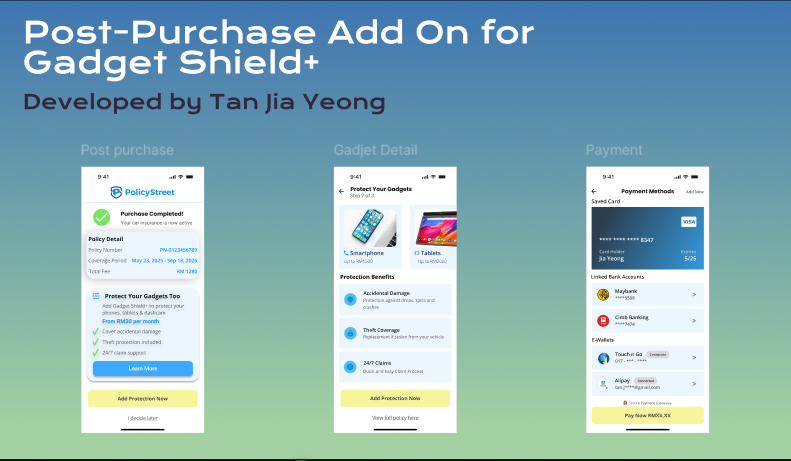 Post-Purchase Add On for
Gadget Shield+
Developed by Tan Jia Yeong
Post purchase
9:41
PolicyStreet
Purchase Completed!
Your car insurance is now active
Policy Detail
Policy Number PN-0123456789
Coverage Period May 23, 2025 - Sep 18, 2026
Total Fee RM 1280
Protect Your Gadgets Too
Add Gadget Shield+ to protect your
phones, tablets & dashcam
From RM30 per month
Cover accidental damage
Theft protection included
24/7 claim support
Learn More
Add Protection Now
I decide later
Gadjet Detail
9:41
Protect Your Gadgets
Step 2 of 3
Smartphone
Up to RM4500
Tablets
Up to RM2000
Protection Benefits
Accidental Damage
Protection against drops, spills and
crashes
Theft Coverage
Replacement if stolen from your vehicle
24/7 Claims
Quick and Easy Claim Process
Add Protection Now
View full policy here
Payment
9:41
Payment Methods Add New
Saved Card
VISA
**** **** **** 8347
Card Holder Expires
Jia Yeong 5/25
Linked Bank Accounts
Maybank
Cimb Banking
E-Wallets
Touch n Go Connected
017 - *** - ****
Alipay Connected
tan.j****@gmail.com
Secure Payment Gateway
Pay Now RMXX.XX